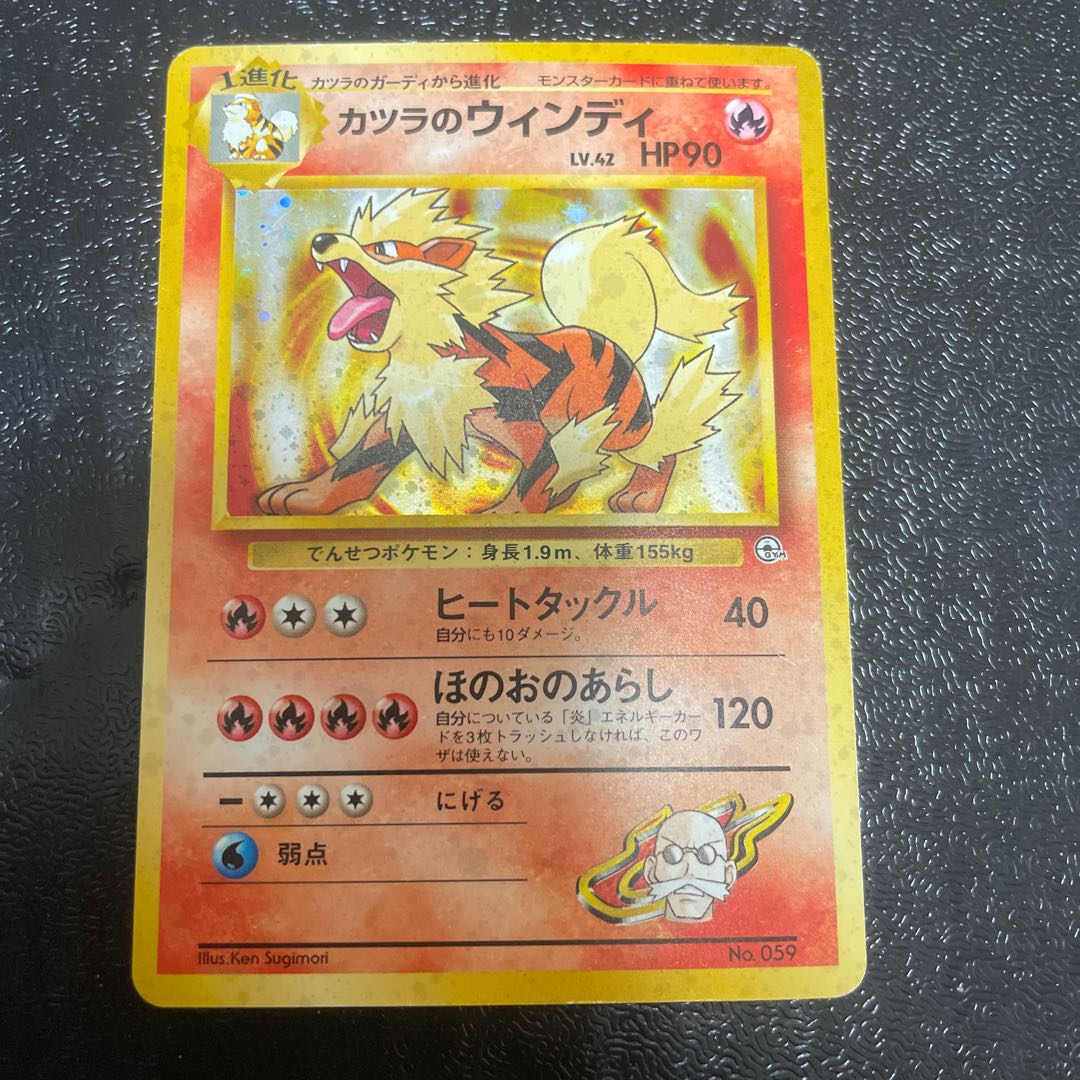 1進化 カツラのガーディから進化 モンスターカードに重ねて使います。
カツラのウィンディ
LV.42 HP90
でんせつポケモン：身長1.9m、体重155kg
GYM
ヒートタックル 40
自分にも10ダメージ。
ほのおのあらし 120
自分についている「炎」エネルギーカー
ドを3枚トラッシュしなければ、このワ
ザは使えない。
ー にげる
弱点
Illus.Ken Sugimori No. 059